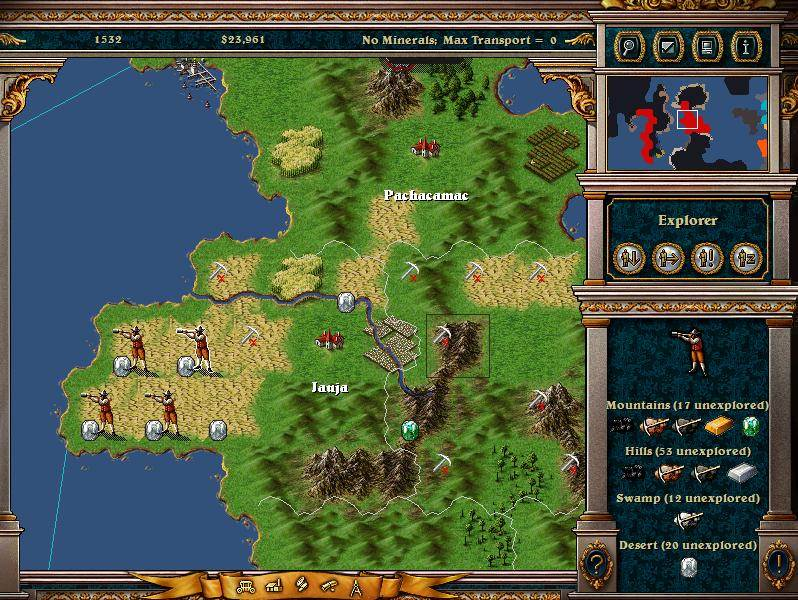 1532 $23,961 No Minerals; Max Transport = 0
Pachacamac
Jauja
Explorer
Z
Mountains (17 unexplored)
Hills (53 unexplored)
Swamp (12 unexplored)
Desert (20 unexplored)
? !